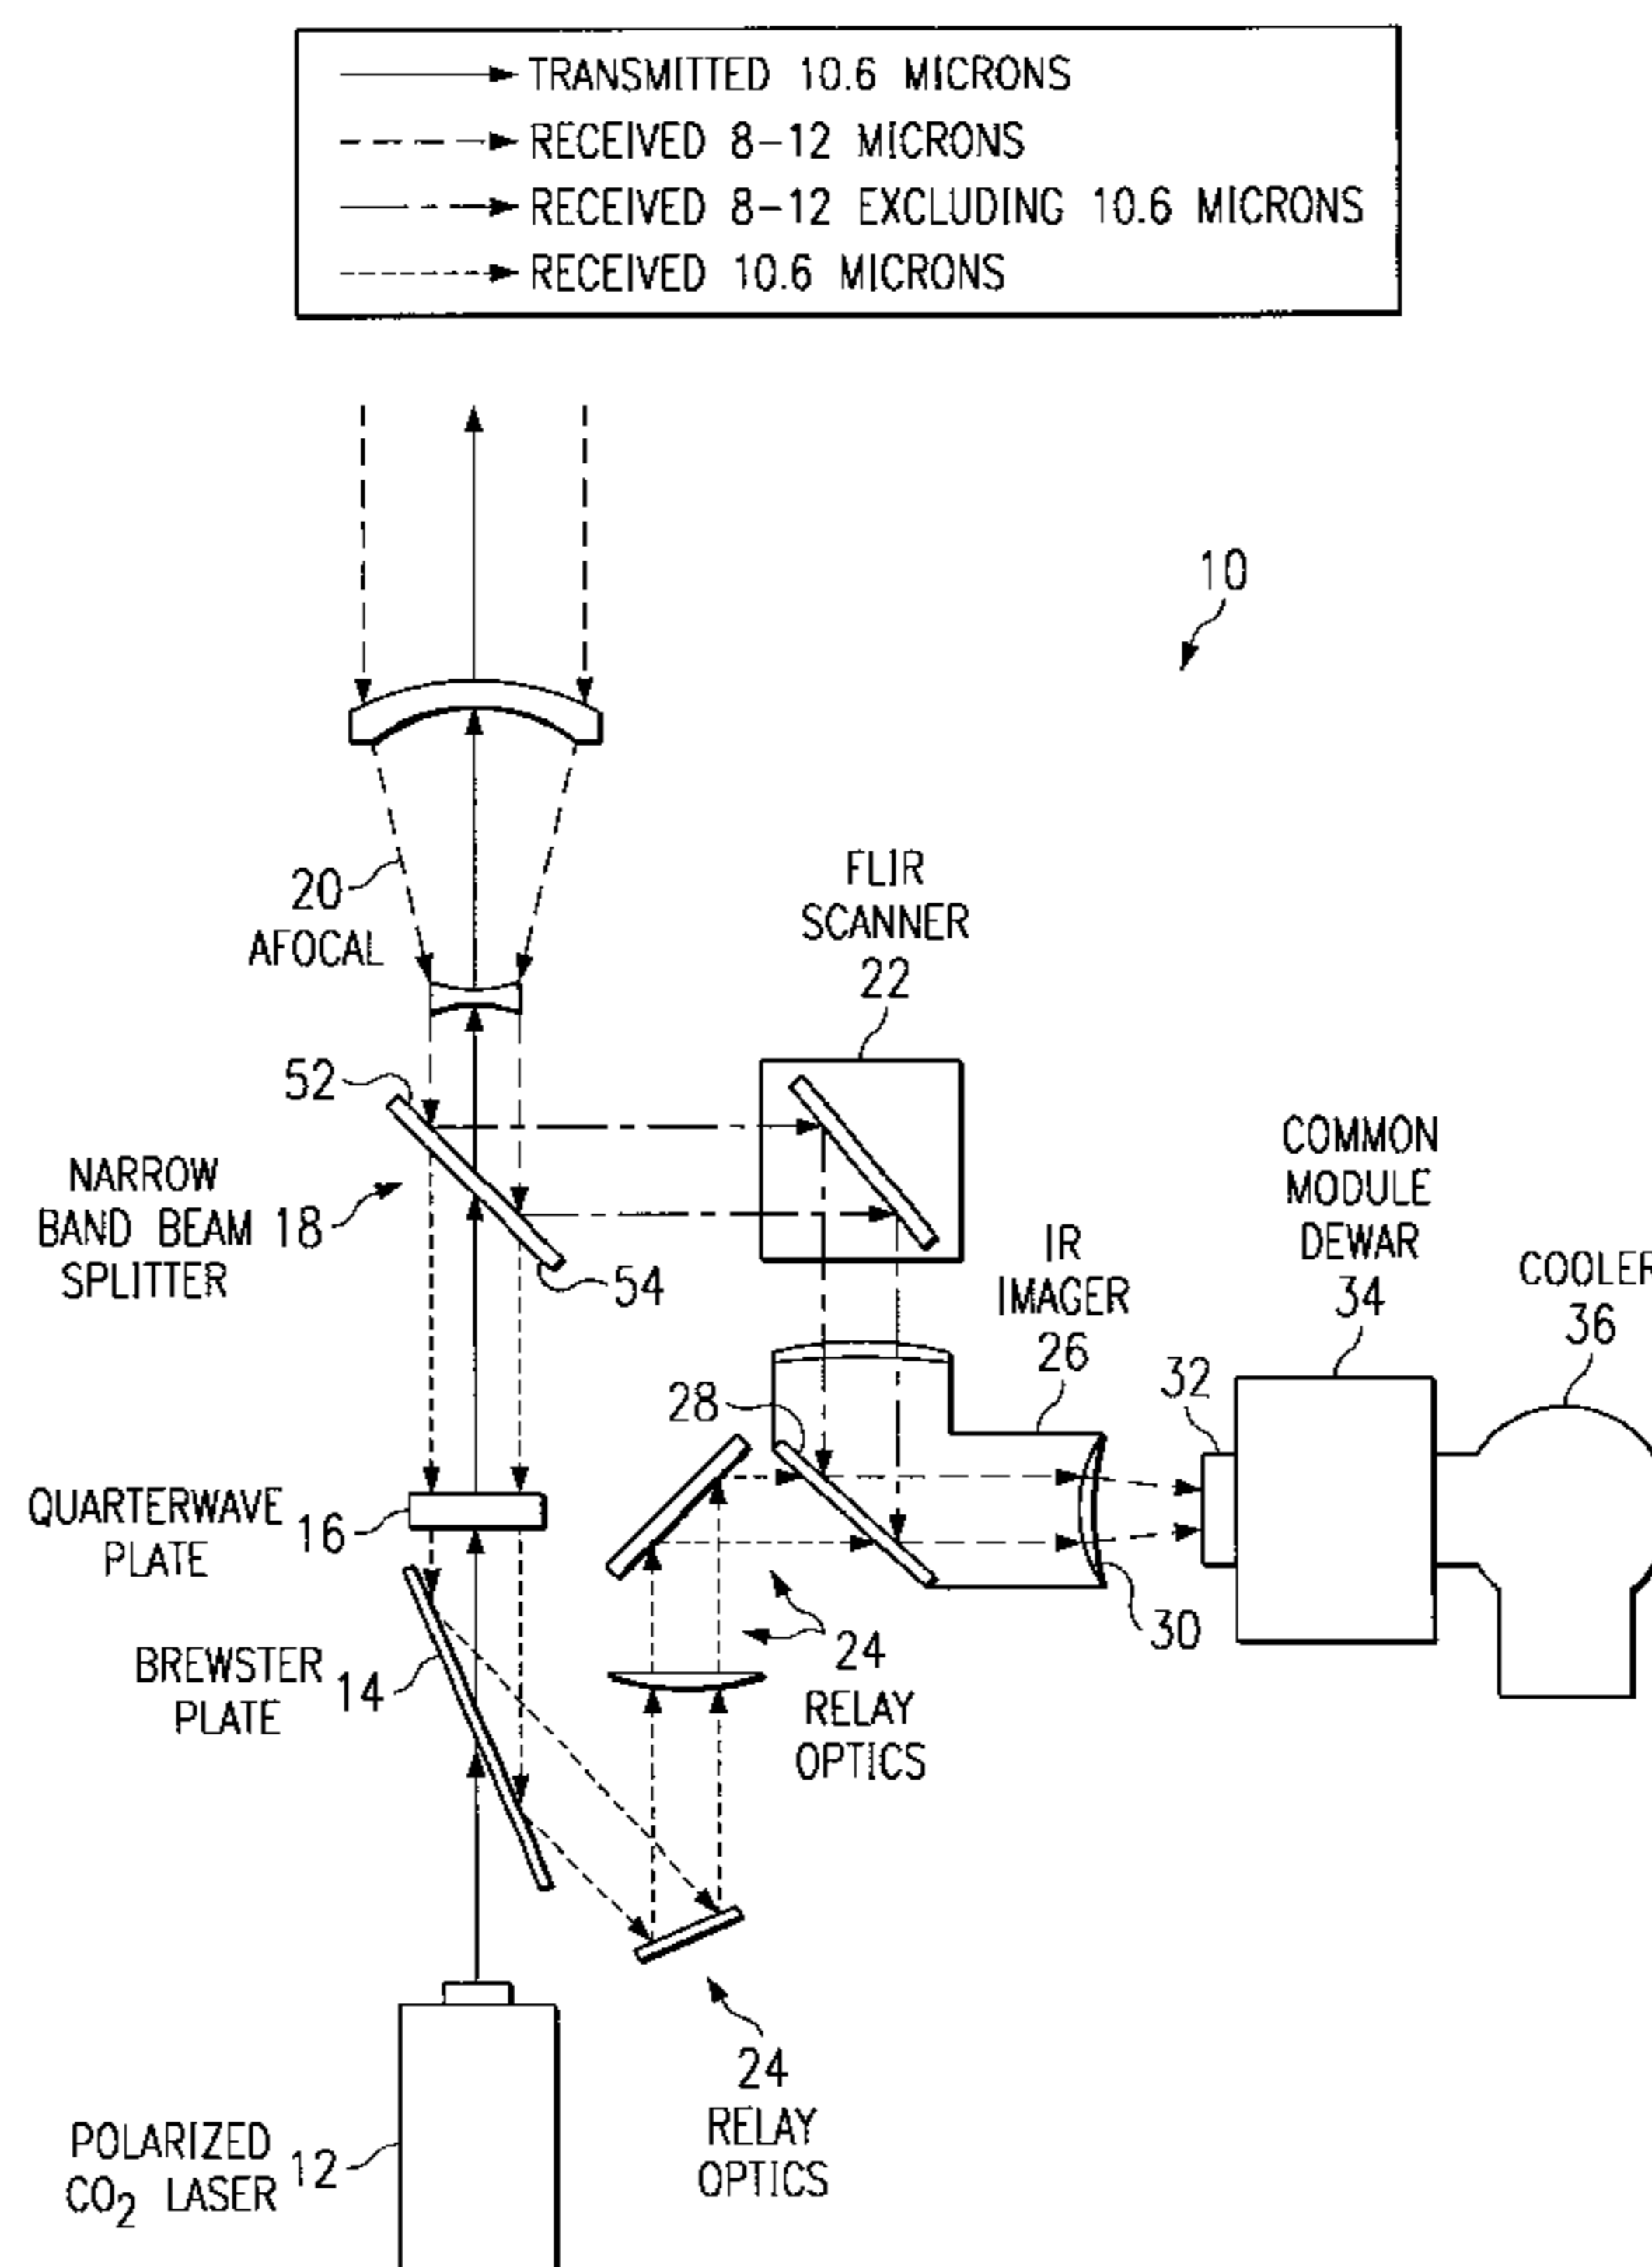 TRANSMITTED 10.6 MICRONS
RECEIVED 8-12 MICRONS
RECEIVED 8-12 EXCLUDING 10.6 MICRONS
RECEIVED 10.6 MICRONS
10
20
AFOCAL
FLIR
SCANNER
22
52
NARROW
BAND BEAM 18
SPLITTER
54
IR
IMAGER
26
COMMON
MODULE
DEWAR
34
COOLER
36
32
28
QUARTERWAVE
PLATE
16
30
BREWSTER
PLATE
14
24
RELAY
OPTICS
24
RELAY
OPTICS
POLARIZED
CO2 LASER
12